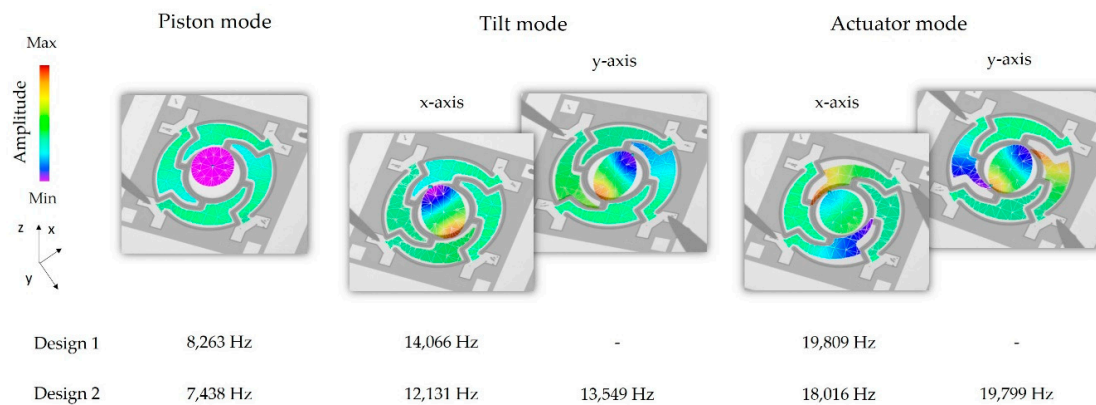 Piston mode Tilt mode Actuator mode
Max
y-axis y-axis
x-axis x-axis
Amplitude
Min
z x
y
Design 1 8,263 Hz 14,066 Hz - 19,809 Hz -
Design 2 7,438 Hz 12,131 Hz 13,549 Hz 18,016 Hz 19,799 Hz